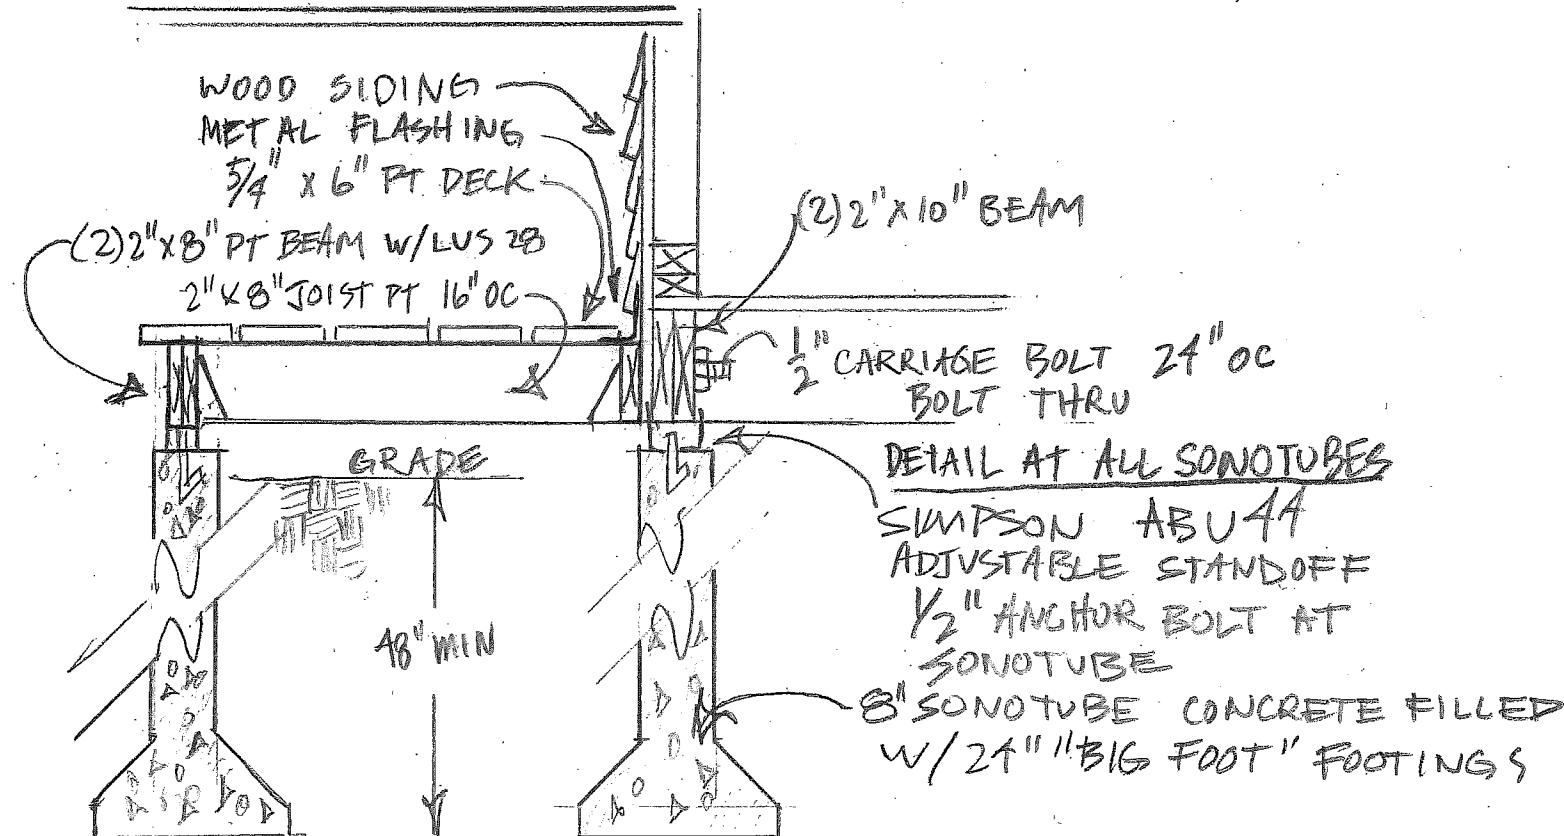 WOOD SIDING
METAL FLASHING
5/4" X 6" PT DECK
(2) 2" X 8" PT BEAM W/LUS 28
2" X 8" JOIST PT 16" OC
(2) 2" X 10" BEAM
1/2" CARRIAGE BOLT 24" OC
BOLT THRU
GRADE
48" MIN
DETAIL AT ALL SONOTUBES
SIMPSON ABU 44
ADJUSTABLE STANDOFF
1/2" ANCHOR BOLT AT
SONOTUBE
8" SONOTUBE CONCRETE FILLED
W/ 24" "BIG FOOT" FOOTINGS